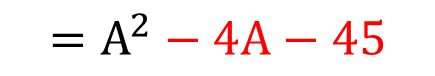 = A² − 4A − 45